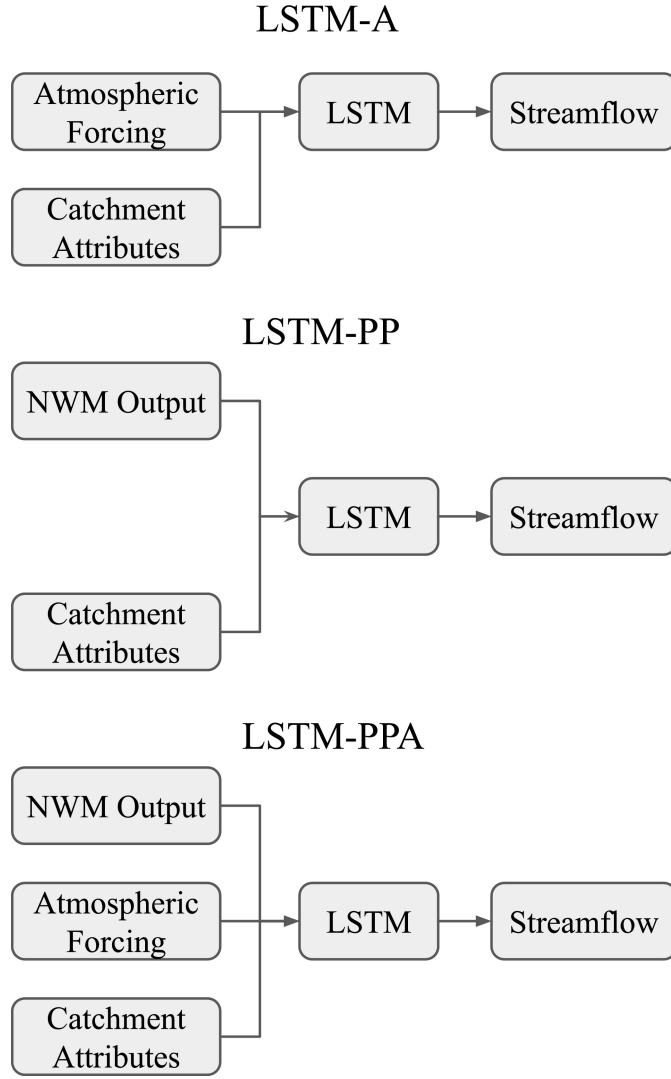 LSTM-A
Atmospheric
Forcing
LSTM
Streamflow
Catchment
Attributes
LSTM-PP
NWM Output
LSTM
Streamflow
Catchment
Attributes
LSTM-PPA
NWM Output
Atmospheric
Forcing
LSTM
Streamflow
Catchment
Attributes